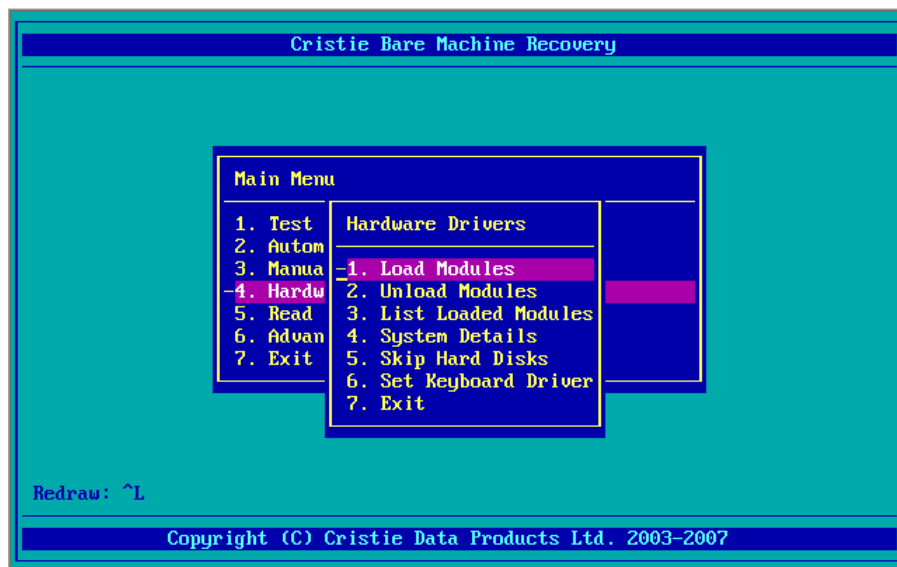 Cristie Bare Machine Recovery
Main Menu
1. Test
2. Autom
3. Manua
4. Hardw
5. Read
6. Advan
7. Exit
Hardware Drivers
1. Load Modules
2. Unload Modules
3. List Loaded Modules
4. System Details
5. Skip Hard Disks
6. Set Keyboard Driver
7. Exit
Redraw: ^L
Copyright (C) Cristie Data Products Ltd. 2003-2007